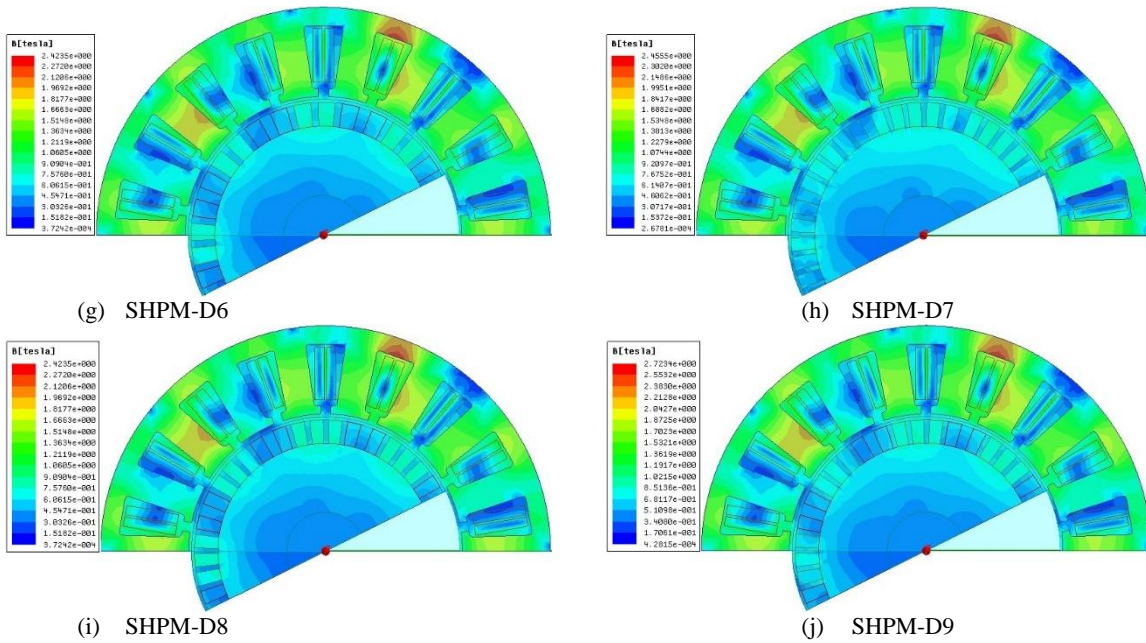 B[tesla]
2.4235e+000
2.2720e+000
2.1206e+000
1.9692e+000
1.8177e+000
1.6663e+000
1.5148e+000
1.3634e+000
1.2119e+000
1.0605e+000
9.0904e-001
7.5760e-001
6.0615e-001
4.5471e-001
3.0326e-001
1.5182e-001
3.7242e-004
(g) SHPM-D6
B[tesla]
2.4555e+000
2.3020e+000
2.1486e+000
1.9951e+000
1.8417e+000
1.6882e+000
1.5348e+000
1.3813e+000
1.2279e+000
1.0744e+000
9.2097e-001
7.6752e-001
6.1407e-001
4.6062e-001
3.0717e-001
1.5372e-001
2.6781e-004
(h) SHPM-D7
B[tesla]
2.4235e+000
2.2720e+000
2.1206e+000
1.9692e+000
1.8177e+000
1.6663e+000
1.5148e+000
1.3634e+000
1.2119e+000
1.0605e+000
9.0904e-001
7.5760e-001
6.0615e-001
4.5471e-001
3.0326e-001
1.5182e-001
3.7242e-004
(i) SHPM-D8
B[tesla]
2.7234e+000
2.5532e+000
2.3830e+000
2.2128e+000
2.0427e+000
1.8725e+000
1.7023e+000
1.5321e+000
1.3619e+000
1.1917e+000
1.0215e+000
8.5136e-001
6.8117e-001
5.1098e-001
3.4080e-001
1.7061e-001
4.2815e-004
(j) SHPM-D9